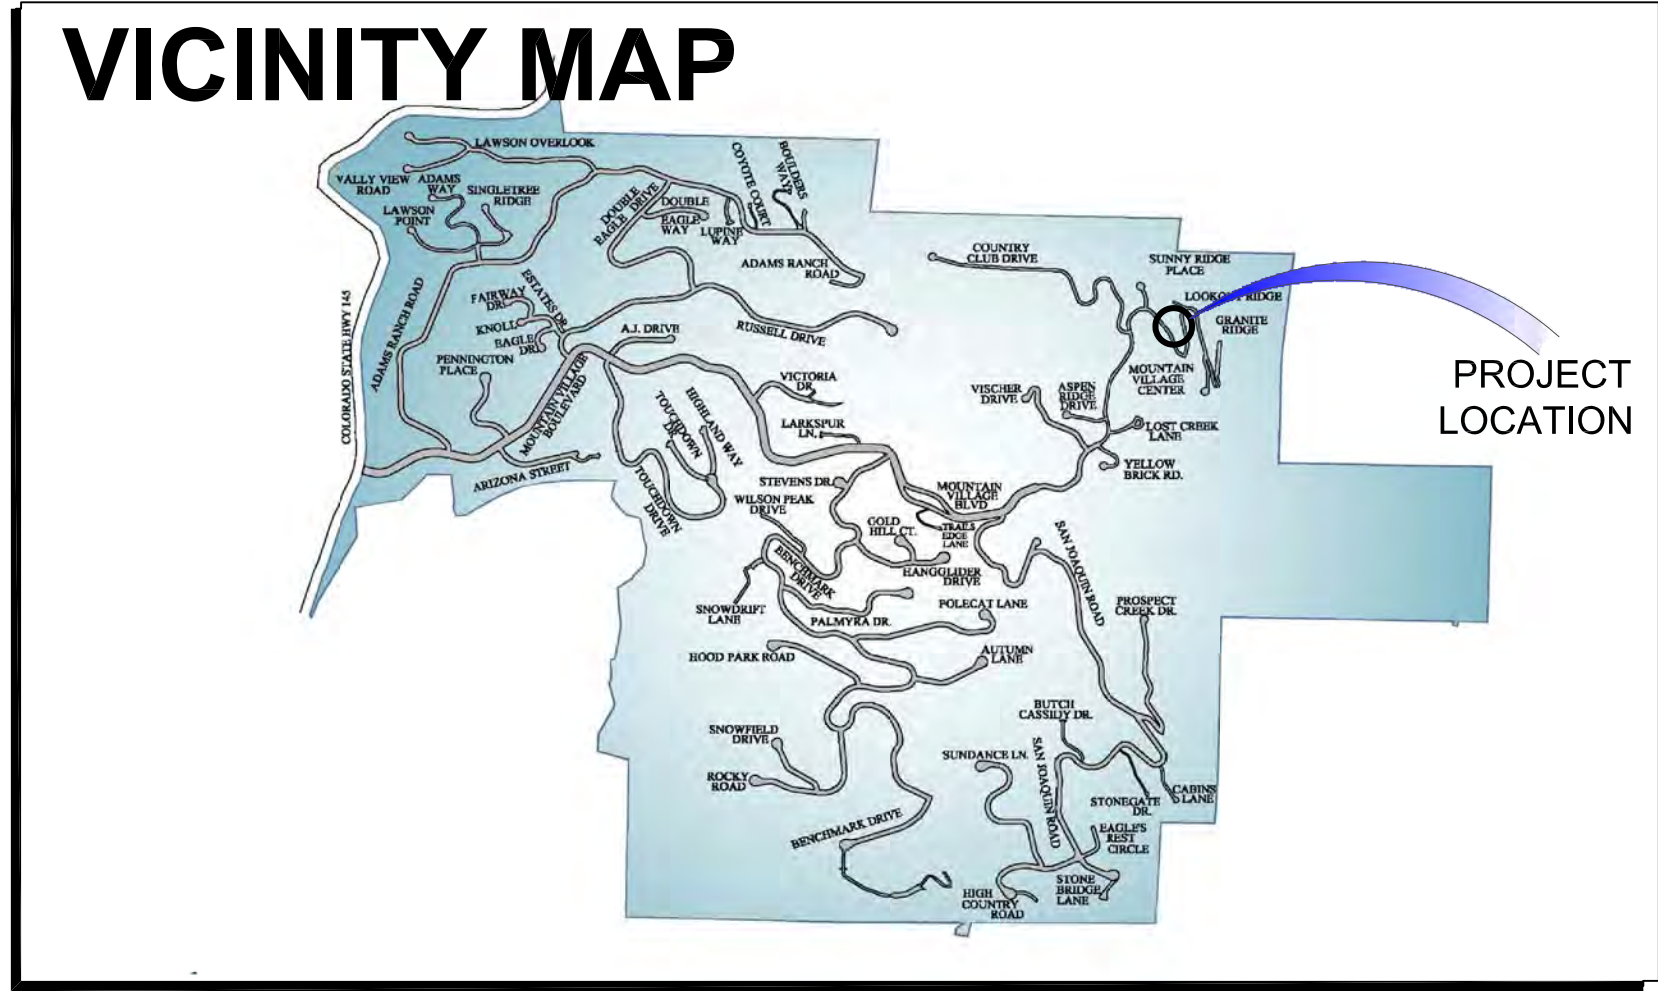 VICINITY MAP
LAWSON OVERLOOK
VALLY VIEW
ROAD
ADAMS
WAY
SINGLETREE
RIDGE
LAWSON
POINT
DOUBLE
EAGLE DRIVE
DOUBLE
EAGLE
WAY
LUPINE
WAY
COYOTE COURT
BOULDERS
WAY
ADAMS RANCH
ROAD
COUNTRY
CLUB DRIVE
SUNNY RIDGE
PLACE
LOOKOUT RIDGE
GRANITE
RIDGE
MOUNTAIN
VILLAGE
CENTER
PROJECT
LOCATION
COLORADO STATE HWY 145
ADAMS RANCH ROAD
ESTATES DR.
FAIRWAY
DR.
KNOLL
EAGLE
DR.
PENNINGTON
PLACE
A.J. DRIVE
RUSSELL DRIVE
MOUNTAIN VILLAGE
BOULEVARD
ARIZONA STREET
VICTORIA
DR.
LARKSPUR
LN.
TOUCHDOWN
DR.
HIGHLAND WAY
TOUCHDOWN
DRIVE
VISCHER
DRIVE
ASPEN
RIDGE
DRIVE
LOST CREEK
LANE
YELLOW
BRICK RD.
STEVENS DR.
WILSON PEAK
DRIVE
MOUNTAIN
VILLAGE
BLVD
GOLD
HILL CT.
TRAILS
EDGE
LANE
HANGGLIDER
DRIVE
BENCHMARK
DRIVE
SNOWDRIFT
LANE
PALMYRA DR.
POLECAT LANE
SAN JOAQUIN ROAD
PROSPECT
CREEK DR.
HOOD PARK ROAD
AUTUMN
LANE
BUTCH
CASSIDY DR.
SNOWFIELD
DRIVE
ROCKY
ROAD
SUNDANCE LN.
SAN JOAQUIN ROAD
STONEGATE
DR.
CABINS
LANE
BENCHMARK DRIVE
EAGLE'S
REST
CIRCLE
STONE
BRIDGE
LANE
HIGH
COUNTRY
ROAD